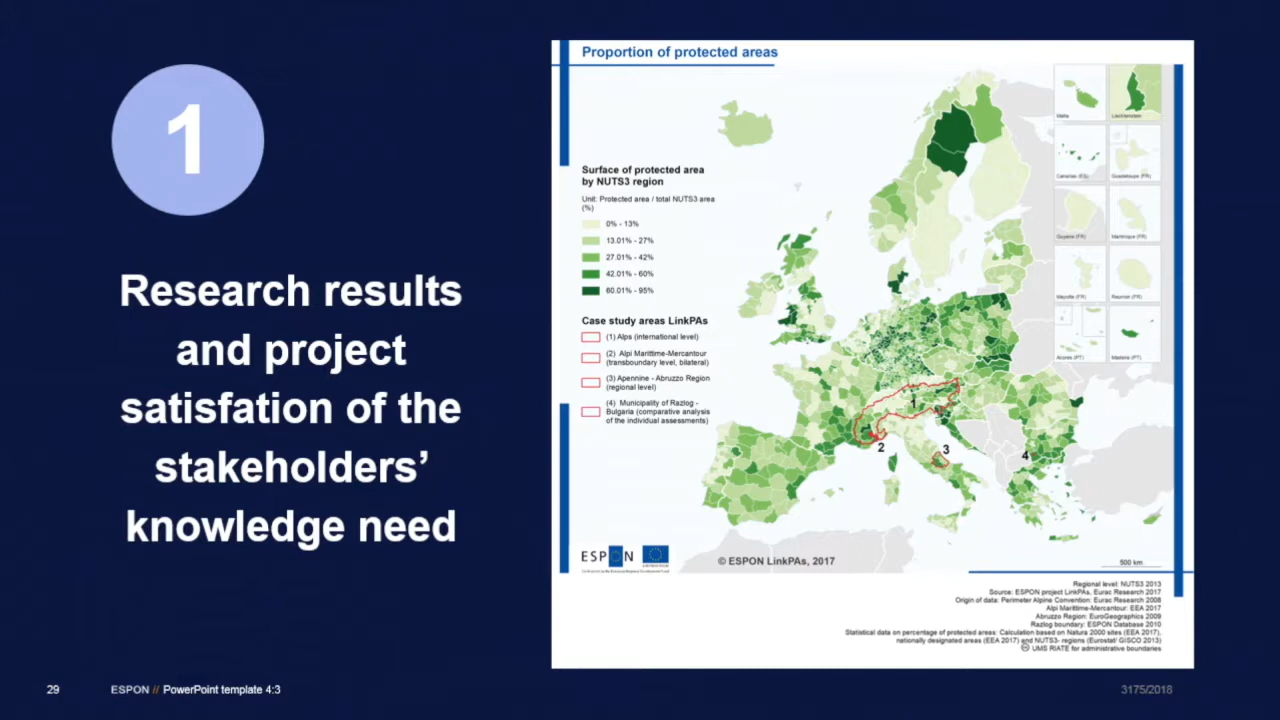 1
Research results
and project
satisfation of the
stakeholders’
knowledge need
Proportion of protected areas
Surface of protected area
by NUTS3 region
Unit: Protected area / total NUTS3 area
(%)
0% - 13%
13.01% - 27%
27.01% - 42%
42.01% - 60%
60.01% - 95%
Case study areas LinkPAs
(1) Alps (international level)
(2) Alpi Marittime-Mercantour
(transboundary level, bilateral)
(3) Apennine - Abruzzo Region
(regional level)
(4) Municipality of Razlog -
Bulgaria (comparative analysis
of the individual assessments)
Malta
Liechtenstein
Canarias (ES)
Guadeloupe (FR)
Guyane (FR)
Martinique (FR)
Mayotte (FR)
Reunion (FR)
Acores (PT)
Madeira (PT)
1
2
3
4
ESPON
© ESPON LinkPAs, 2017
500 km
Regional level: NUTS3 2013
Source: ESPON project LinkPAs, Eurac Research 2017
Origin of data: Perimeter Alpine Convention: Eurac Research 2008
Alpi Marittime-Mercantour: EEA 2017
Abruzzo Region: EuroGeographics 2009
Razlog boundary: ESPON Database 2010
Statistical data on percentage of protected areas: Calculation based on Natura 2000 sites (EEA 2017),
nationally designated areas (EEA 2017) and NUTS3- regions (Eurostat/ GISCO 2013)
UMS RIATE for administrative boundaries
29
ESPON // PowerPoint template 4:3
3175/2018